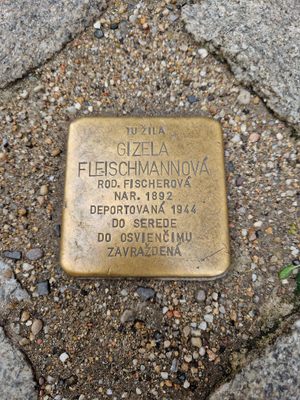 TU ŽILA
GIZELA
FLEISCHMANNOVÁ
ROD. FISCHEROVÁ
NAR. 1892
DEPORTOVANÁ 1944
DO SEREDE
DO OSVIENČIMU
ZAVRAŽDENÁ